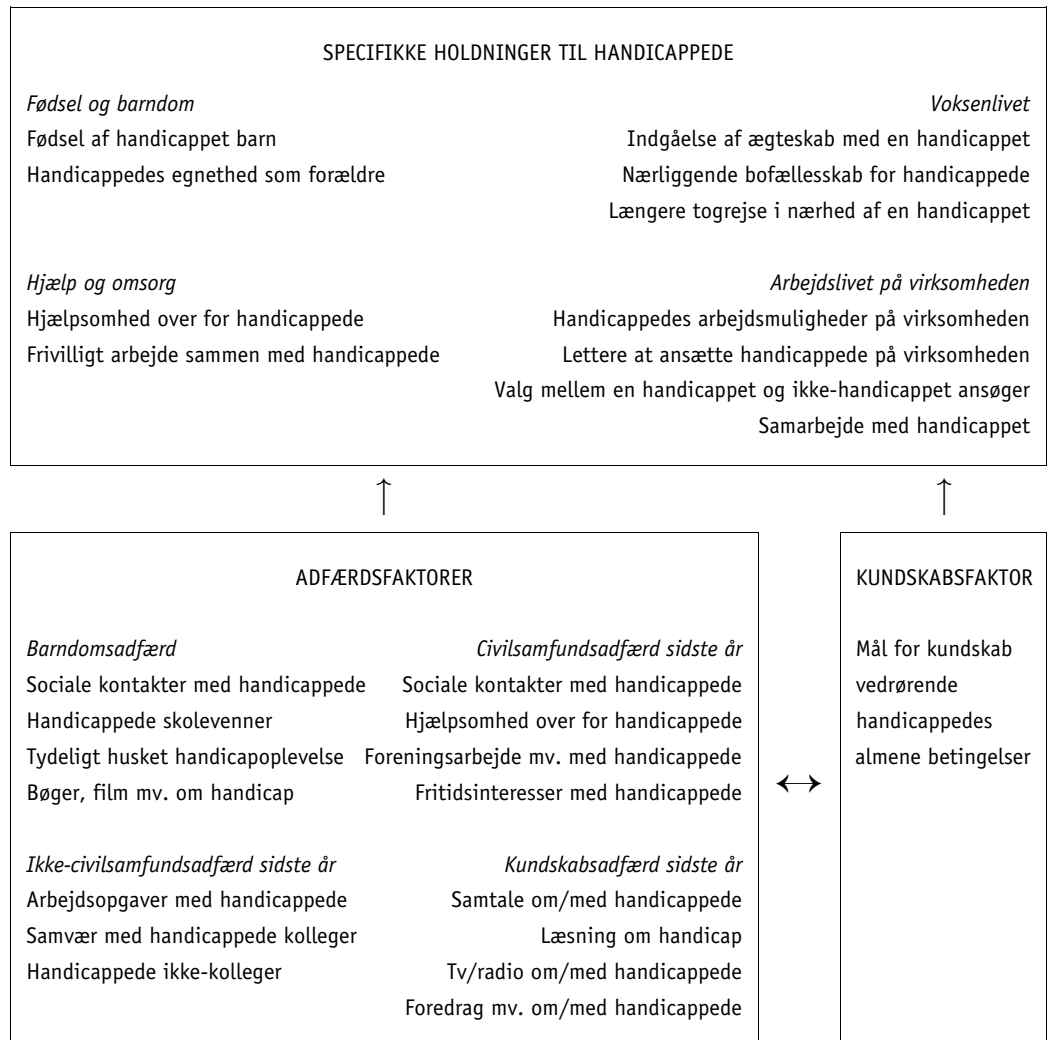 SPECIFIKKE HOLDNINGER TIL HANDICAPPEDE
Fødsel og barndom
Fødsel af handicappet barn
Handicappedes egnethed som forældre
Voksenlivet
Indgåelse af ægteskab med en handicappet
Nærliggende bofællesskab for handicappede
Længere togrejse i nærhed af en handicappet
Hjælp og omsorg
Hjælpsomhed over for handicappede
Frivilligt arbejde sammen med handicappede
Arbejdslivet på virksomheden
Handicappedes arbejdsmuligheder på virksomheden
Lettere at ansætte handicappede på virksomheden
Valg mellem en handicappet og ikke-handicappet ansøger
Samarbejde med handicappet
↑
↑
ADFÆRDSFAKTORER
Barndomsadfærd
Sociale kontakter med handicappede
Handicappede skolevenner
Tydeligt husket handicapoplevelse
Bøger, film mv. om handicap
Civilsamfundsadfærd sidste år
Sociale kontakter med handicappede
Hjælpsomhed over for handicappede
Foreningsarbejde mv. med handicappede
Fritidsinteresser med handicappede
Ikke-civilsamfundsadfærd sidste år
Arbejdsopgaver med handicappede
Samvær med handicappede kolleger
Handicappede ikke-kolleger
Kundskabsadfærd sidste år
Samtale om/med handicappede
Læsning om handicap
Tv/radio om/med handicappede
Foredrag mv. om/med handicappede
↔
KUNDSKABSFAKTOR
Mål for kundskab
vedrørende
handicappedes
almene betingelser